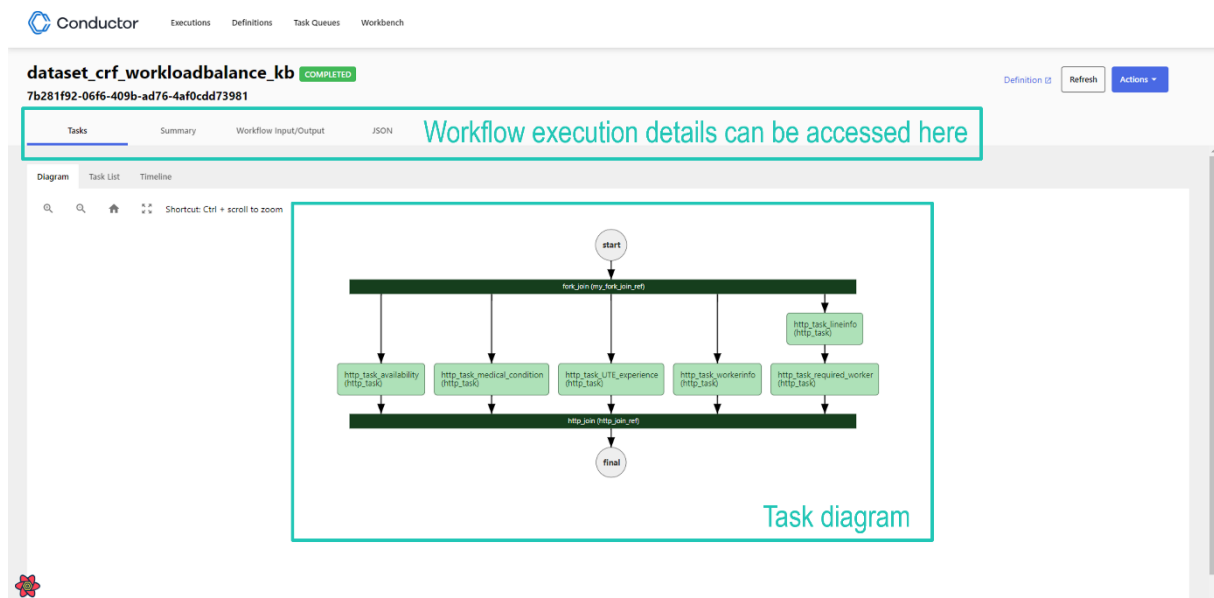 Conductor Executions Definitions Task Queues Workbench
dataset_crf_workloadbalance_kb COMPLETED
Definition Refresh Actions
7b281f92-06f6-409b-ad76-4af0cdd73981
Tasks Summary Workflow Input/Output JSON Workflow execution details can be accessed here
Diagram Task List Timeline
Shortcut: Ctrl + scroll to zoom
start
fork_join (my_fork_join_ref)
http_task_lineinfo
(http_task)
http_task_availability
(http_task)
http_task_medical_condition
(http_task)
http_task_UTE_experience
(http_task)
http_task_workerinfo
(http_task)
http_task_required_worker
(http_task)
http_join (http_join_ref)
final
Task diagram